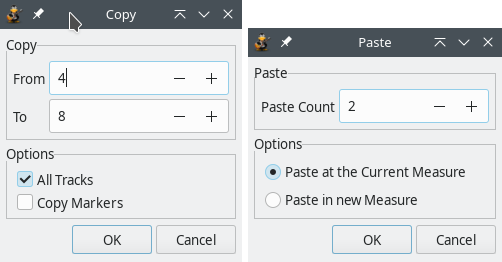 Copy
Copy
From 4
To 8
Options
All Tracks
Copy Markers
OK Cancel
Paste
Paste
Paste Count 2
Options
Paste at the Current Measure
Paste in new Measure
OK Cancel